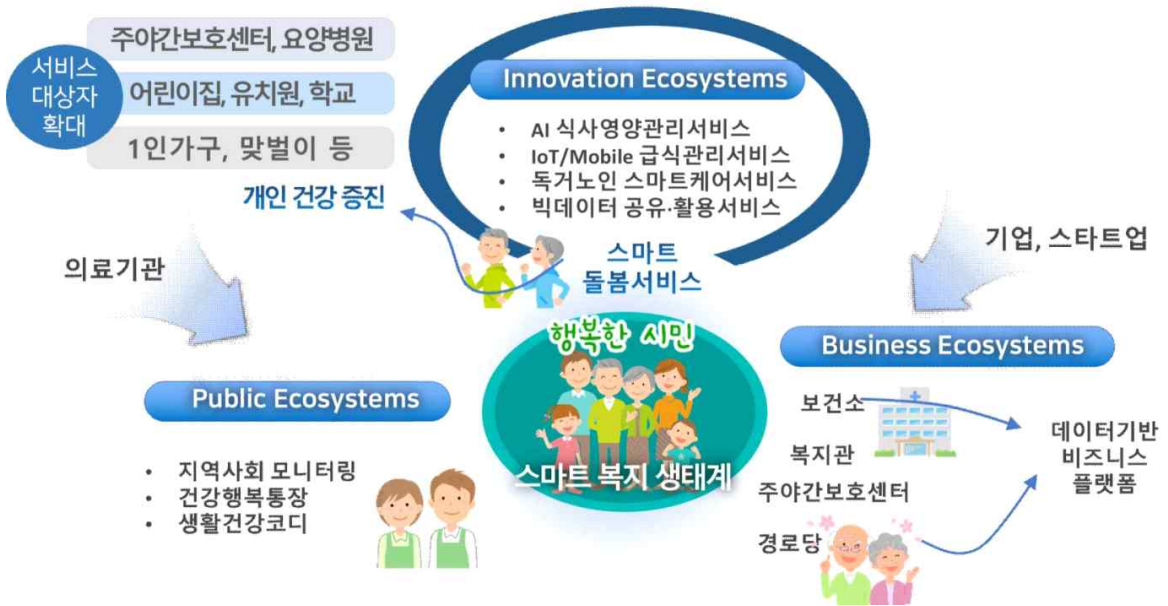 서비스
대상자
확대
주야간보호센터, 요양병원
어린이집, 유치원, 학교
1인가구, 맞벌이 등
개인 건강 증진
Innovation Ecosystems
• AI 식사영양관리서비스
• IoT/Mobile 급식관리서비스
• 독거노인 스마트케어서비스
• 빅데이터 공유·활용서비스
스마트
돌봄서비스
의료기관
기업, 스타트업
행복한 시민
스마트 복지 생태계
Public Ecosystems
• 지역사회 모니터링
• 건강행복통장
• 생활건강코디
Business Ecosystems
보건소
복지관
주야간보호센터
경로당
데이터기반
비즈니스
플랫폼